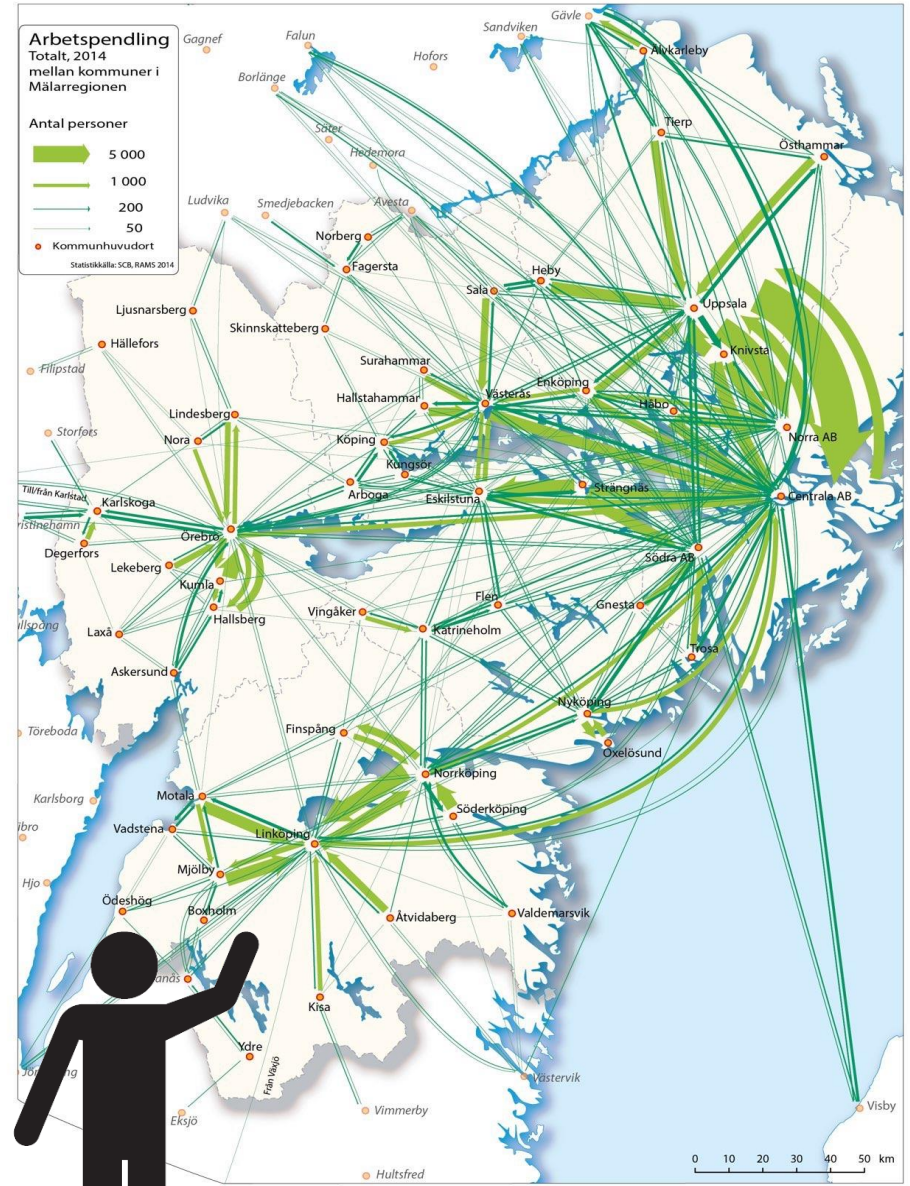 Arbetspendling
Totalt, 2014
mellan kommuner i
Mälarregionen
Antal personer
5 000
1 000
200
50
Kommunhuvudort
Statistikkälla: SCB, RAMS 2014
Gävle
Sandviken
Älvkarleby
Gagnef
Falun
Hofors
Borlänge
Tierp
Säter
Östhammar
Hedemora
Ludvika
Smedjebacken
Avesta
Norberg
Fagersta
Heby
Sala
Uppsala
Ljusnarsberg
Skinnskatteberg
Hällefors
Knivsta
Surahammar
Filipstad
Enköping
Västerås
Hallstahammar
Håbo
Lindesberg
Norra AB
Storfors
Nora
Köping
Kungsör
Arboga
Eskilstuna
Strängnäs
Centrala AB
Till/från Karlstad
Karlskoga
ristinehamn
Örebro
Degerfors
Södra AB
Lekeberg
Kumla
Flen
Gnesta
Vingåker
Hallsberg
Katrineholm
Laxå
Trosa
Askersund
Nyköping
Töreboda
Finspång
Oxelösund
Norrköping
Motala
Karlsborg
Söderköping
Vadstena
Linköping
ibro
Mjölby
Hjo
Ödeshög
Boxholm
Åtvidaberg
Valdemarsvik
anås
Kisa
Ydre
Från Växjö
Västervik
Vimmerby
Visby
Eksjö
Hultsfred
0 10 20 30 40 50 km